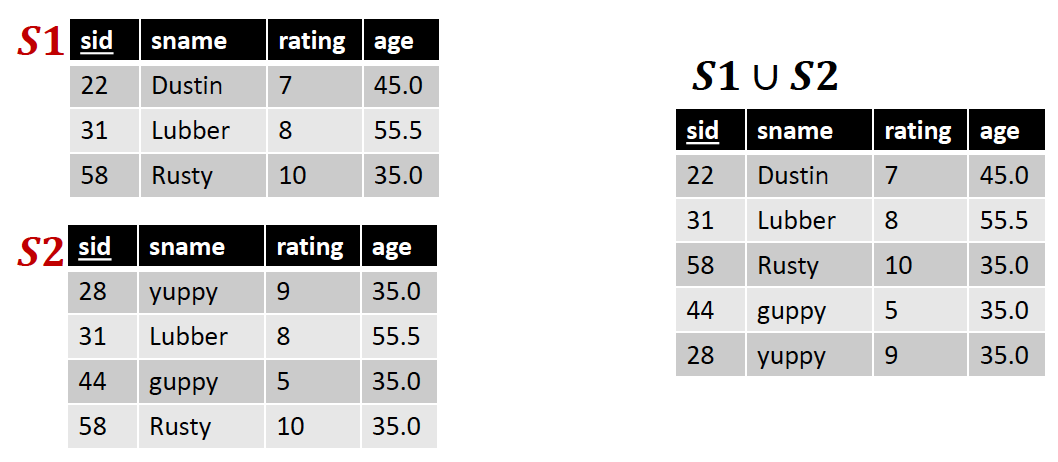 S1
sid sname rating age
22 Dustin 7 45.0
31 Lubber 8 55.5
58 Rusty 10 35.0
S2
sid sname rating age
28 yuppy 9 35.0
31 Lubber 8 55.5
44 guppy 5 35.0
58 Rusty 10 35.0
S1 ∪ S2
sid sname rating age
22 Dustin 7 45.0
31 Lubber 8 55.5
58 Rusty 10 35.0
44 guppy 5 35.0
28 yuppy 9 35.0